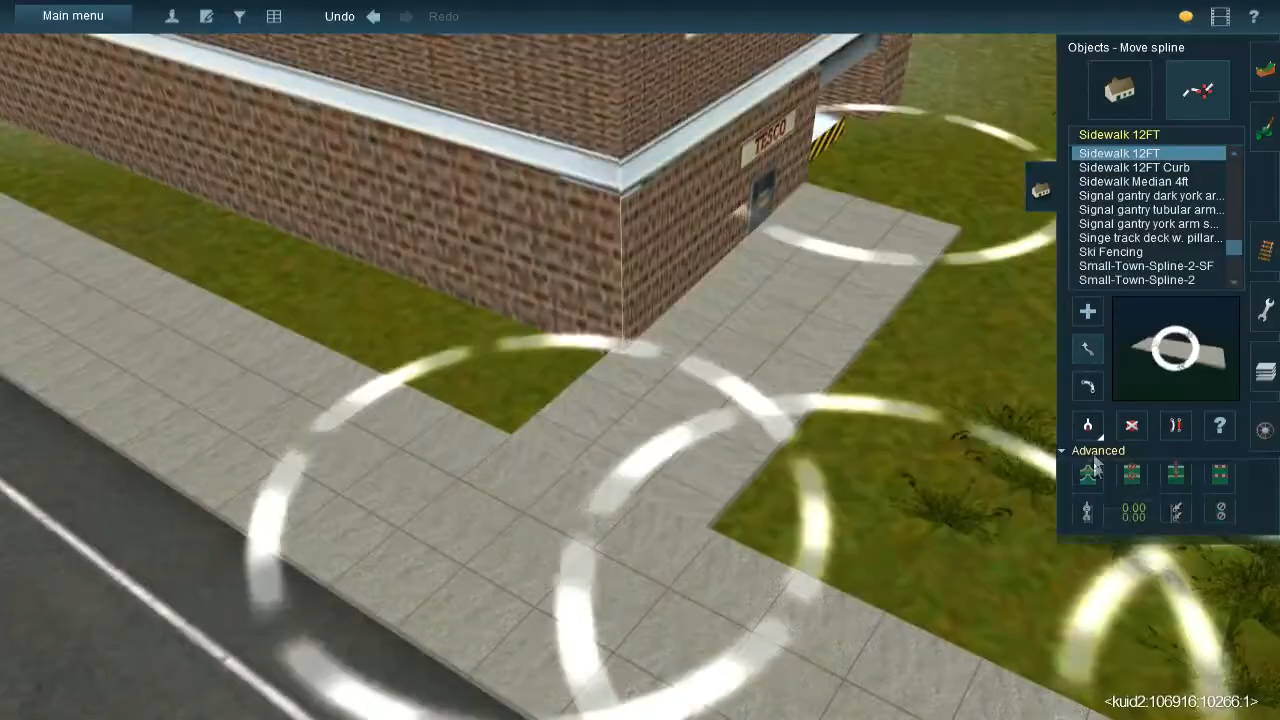 Main menu
Undo
Redo
?
Objects - Move spline
TESCO
Sidewalk 12FT
Sidewalk 12FT
Sidewalk 12FT Curb
Sidewalk Median 4ft
Signal gantry dark york ar...
Signal gantry tubular arm...
Signal gantry york arm s...
Singe track deck w. pillar...
Ski Fencing
Small-Town-Spline-2-SF
Small-Town-Spline-2
?
Advanced
0.00
0.00
<kuid2:106916:10266:1>